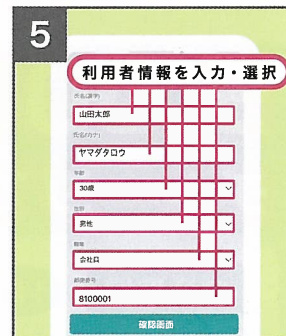 5
利用者情報を入力・選択
氏名(漢字)
山田太郎
氏名(カナ)
ヤマダタロウ
年齢
30歳
性別
男性
職業
会社員
郵便番号
8100001
確認画面